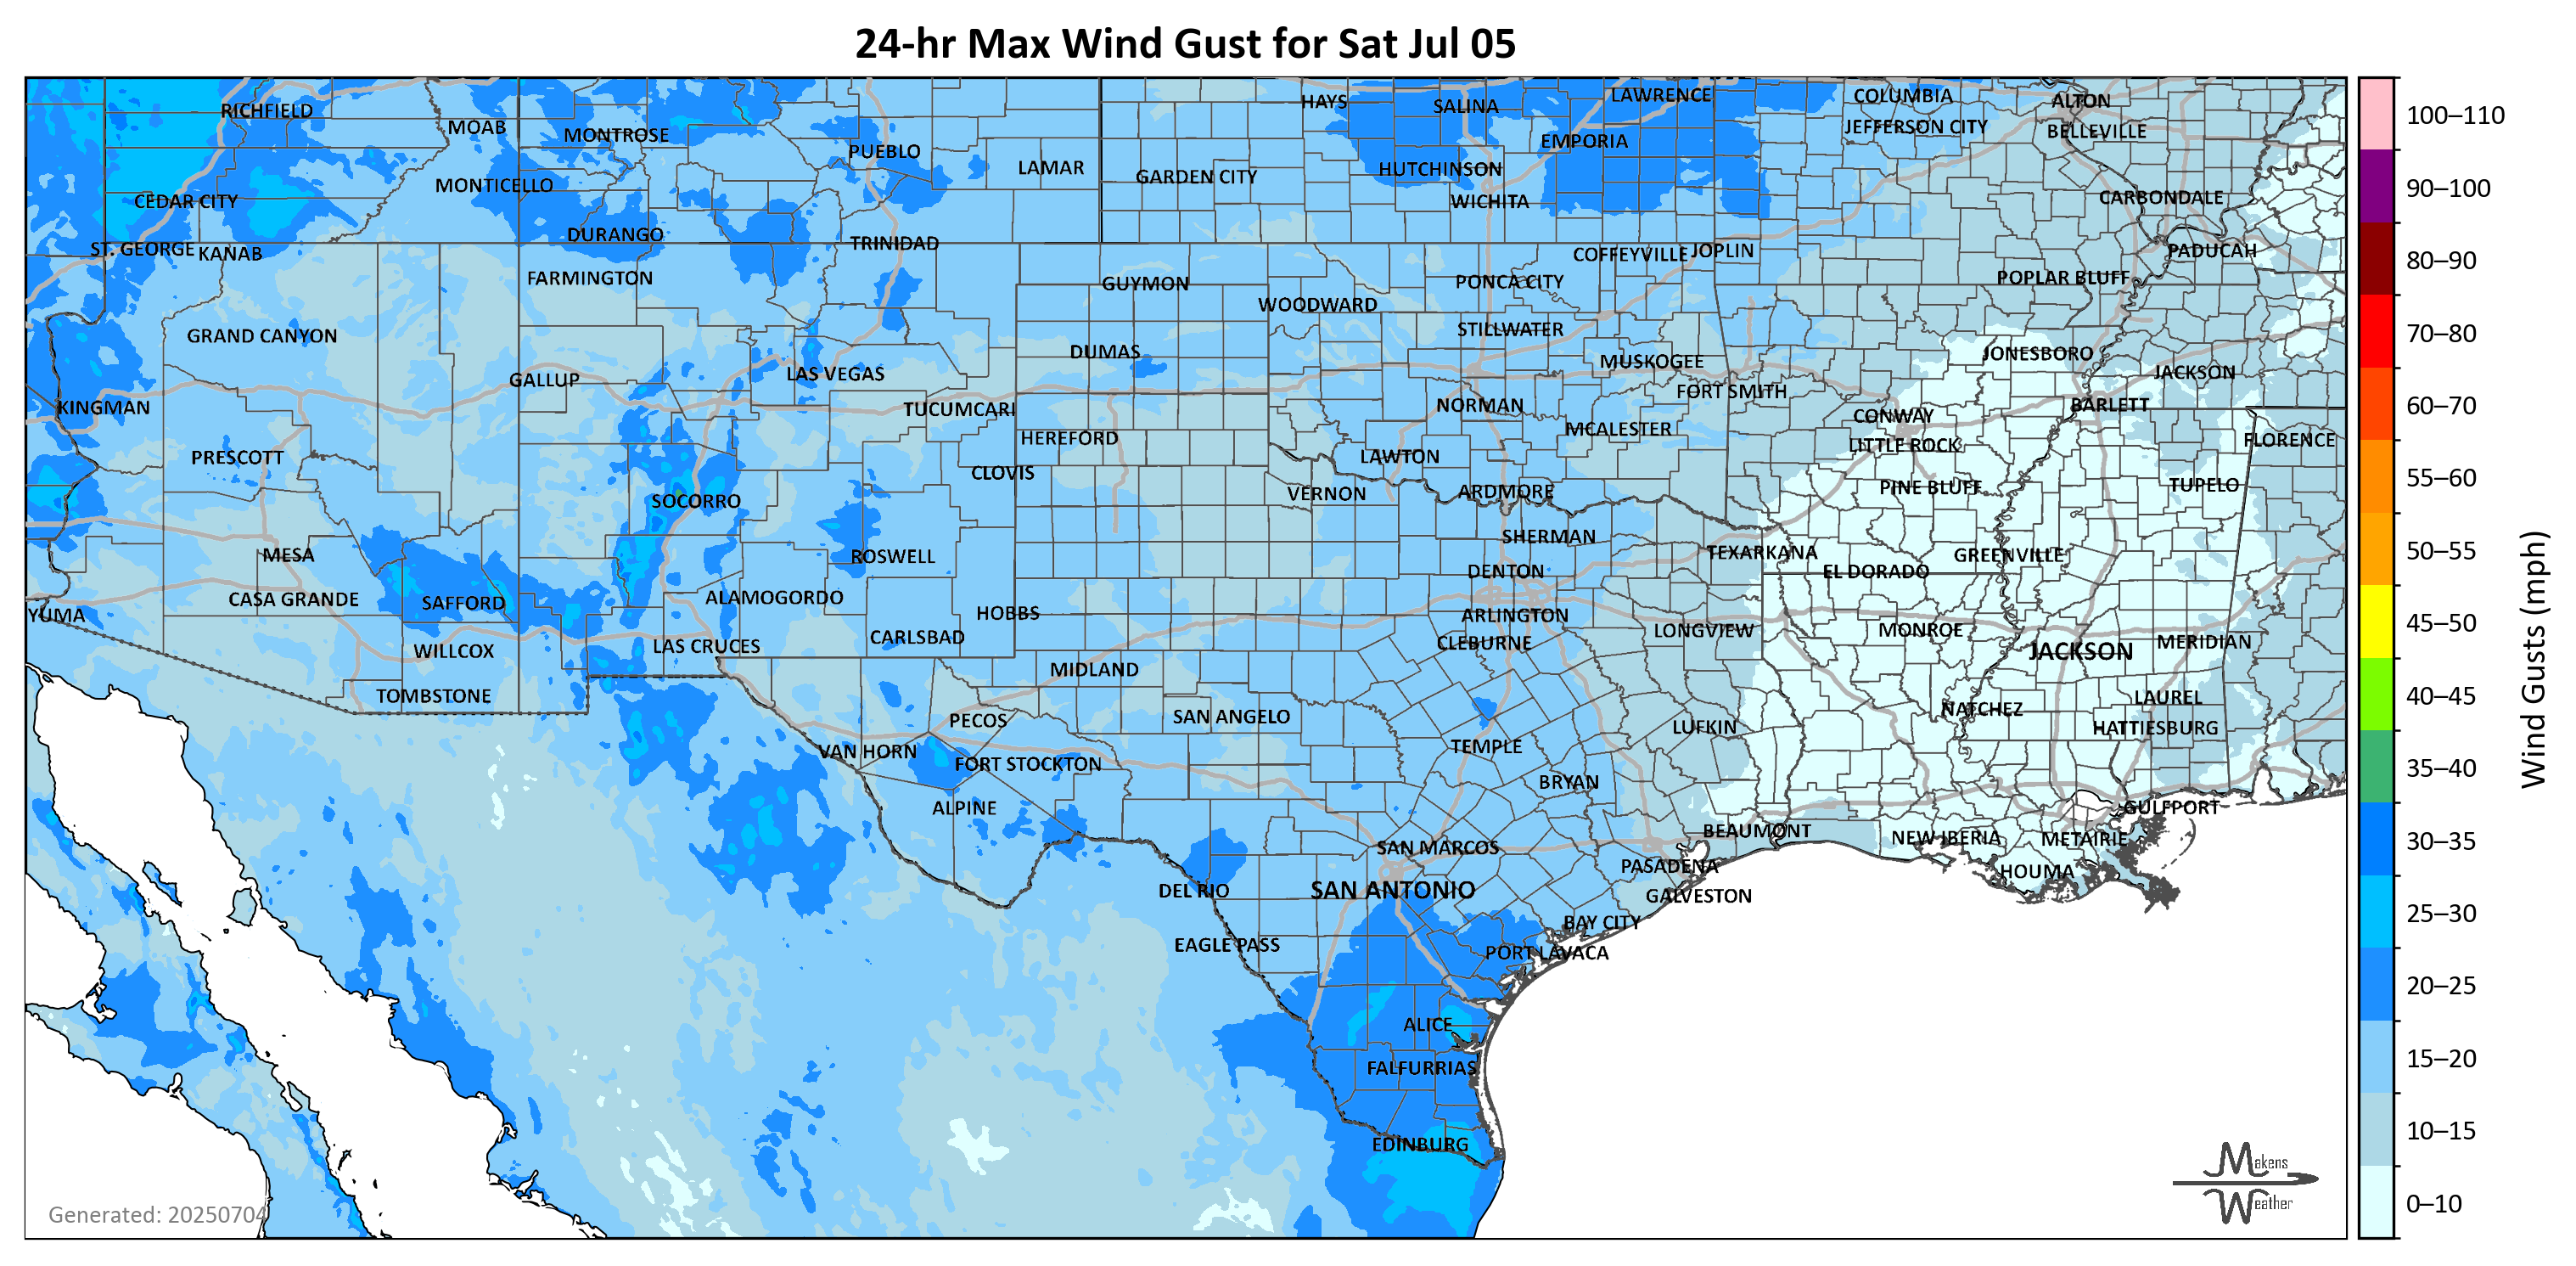 24-hr Max Wind Gust for Sat Jul 05
RICHFIELD
MOAB
MONTROSE
PUEBLO
LAMAR
GARDEN CITY
HAYS
SALINA
LAWRENCE
COLUMBIA
ALTON
JEFFERSON CITY
BELLEVILLE
EMPORIA
HUTCHINSON
WICHITA
MONTICELLO
CEDAR CITY
CARBONDALE
DURANGO
TRINIDAD
ST. GEORGE
KANAB
COFFEYVILLE
JOPLIN
PADUCAH
FARMINGTON
GUYMON
PONCA CITY
POPLAR BLUFF
WOODWARD
GRAND CANYON
STILLWATER
DUMAS
MUSKOGEE
JONESBORO
JACKSON
GALLUP
LAS VEGAS
FORT SMITH
KINGMAN
TUCUMCARI
NORMAN
CONWAY
BARLETT
HEREFORD
MCALESTER
LITTLE ROCK
FLORENCE
PRESCOTT
CLOVIS
LAWTON
SOCORRO
VERNON
ARDMORE
PINE BLUFF
TUPELO
MESA
ROSWELL
SHERMAN
TEXARKANA
GREENVILLE
DENTON
EL DORADO
CASA GRANDE
SAFFORD
ALAMOGORDO
YUMA
HOBBS
ARLINGTON
CARLSBAD
CLEBURNE
LONGVIEW
MONROE
MERIDIAN
WILLCOX
LAS CRUCES
MIDLAND
JACKSON
TOMBSTONE
PECOS
SAN ANGELO
LUFKIN
NATCHEZ
LAUREL
HATTIESBURG
VAN HORN
FORT STOCKTON
TEMPLE
BRYAN
ALPINE
GULFPORT
BEAUMONT
NEW IBERIA
METAIRIE
SAN MARCOS
PASADENA
HOUMA
DEL RIO
SAN ANTONIO
GALVESTON
BAY CITY
EAGLE PASS
PORT LAVACA
ALICE
FALFURRIAS
EDINBURG
Generated: 20250704
Makens
Weather
100–110
90–100
80–90
70–80
60–70
55–60
50–55
45–50
40–45
35–40
30–35
25–30
20–25
15–20
10–15
0–10
Wind Gusts (mph)